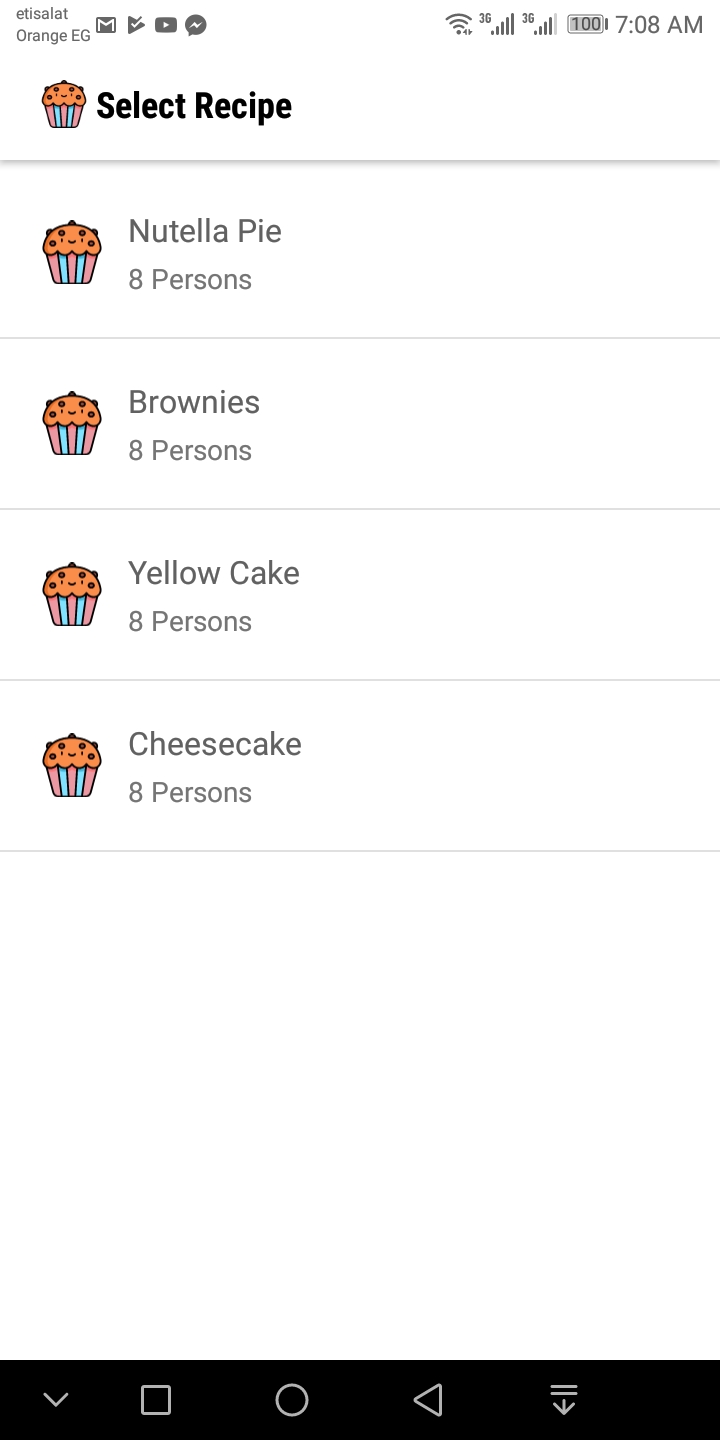 etisalat
Orange EG
3G 3G 100 7:08 AM
Select Recipe
Nutella Pie
8 Persons
Brownies
8 Persons
Yellow Cake
8 Persons
Cheesecake
8 Persons